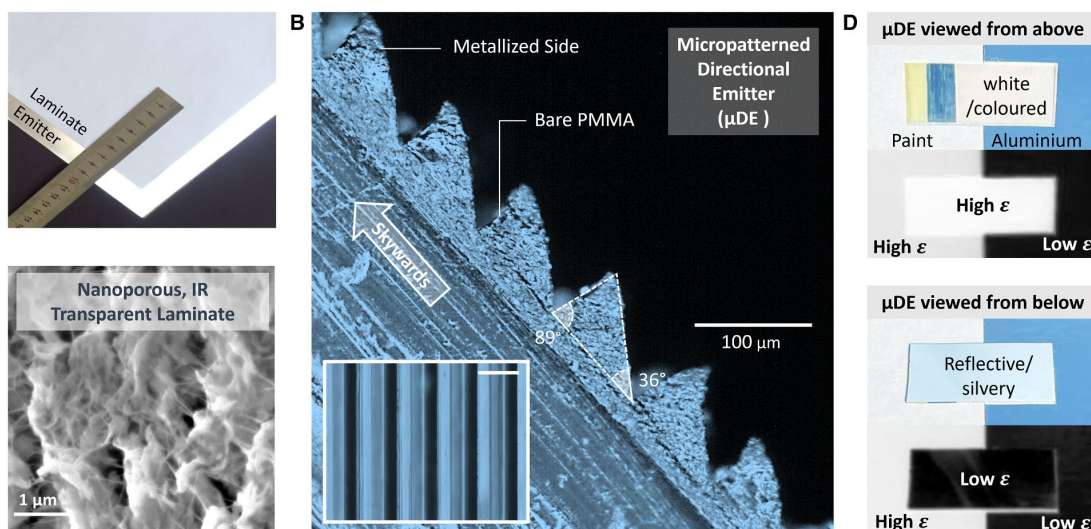 Laminate
Emitter
Nanoporous, IR
Transparent Laminate
1 µm
B
Metallized Side
Bare PMMA
Micropatterned
Directional
Emitter
(µDE )
Skywards
89°
36°
100 µm
D
µDE viewed from above
white
/coloured
Paint
Aluminium
High ε
High ε
Low ε
µDE viewed from below
Reflective/
silvery
Low ε
High ε
Low ε